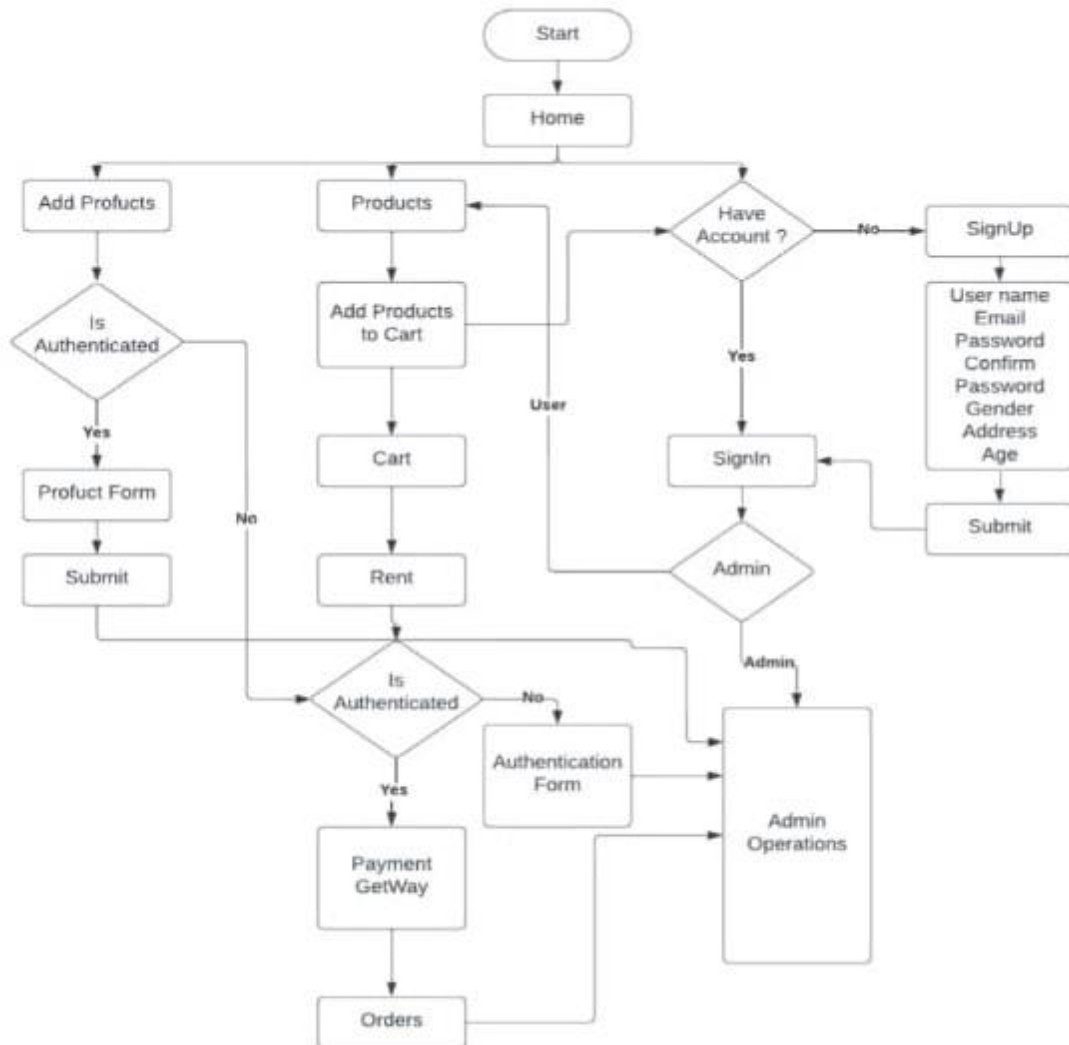 Start
Home
Add Profucts
Products
Have
Account ?
No
SignUp
Is
Authenticated
Add Products
to Cart
User name
Email
Password
Confirm
Password
Gender
Address
Age
Yes
User
Yes
Cart
SignIn
Profuct Form
No
Submit
Submit
Rent
Admin
Admin
Is
Authenticated
No
Authentication
Form
Yes
Admin
Operations
Payment
GetWay
Orders